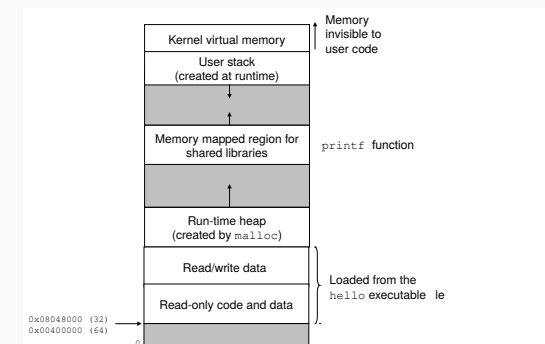 Memory
invisible to
user code
Kernel virtual memory
User stack
(created at runtime)
Memory mapped region for
shared libraries
printf function
Run-time heap
(created by malloc)
Read/write data
Loaded from the
hello executable le
Read-only code and data
0x08048000 (32)
0x00400000 (64)
0